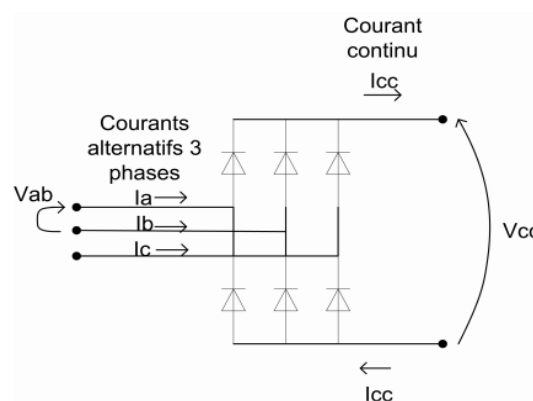 Courant
continu
Icc
Courants
alternatifs 3
phases
Vab
Ia
Ib
Ic
Vcc
Icc